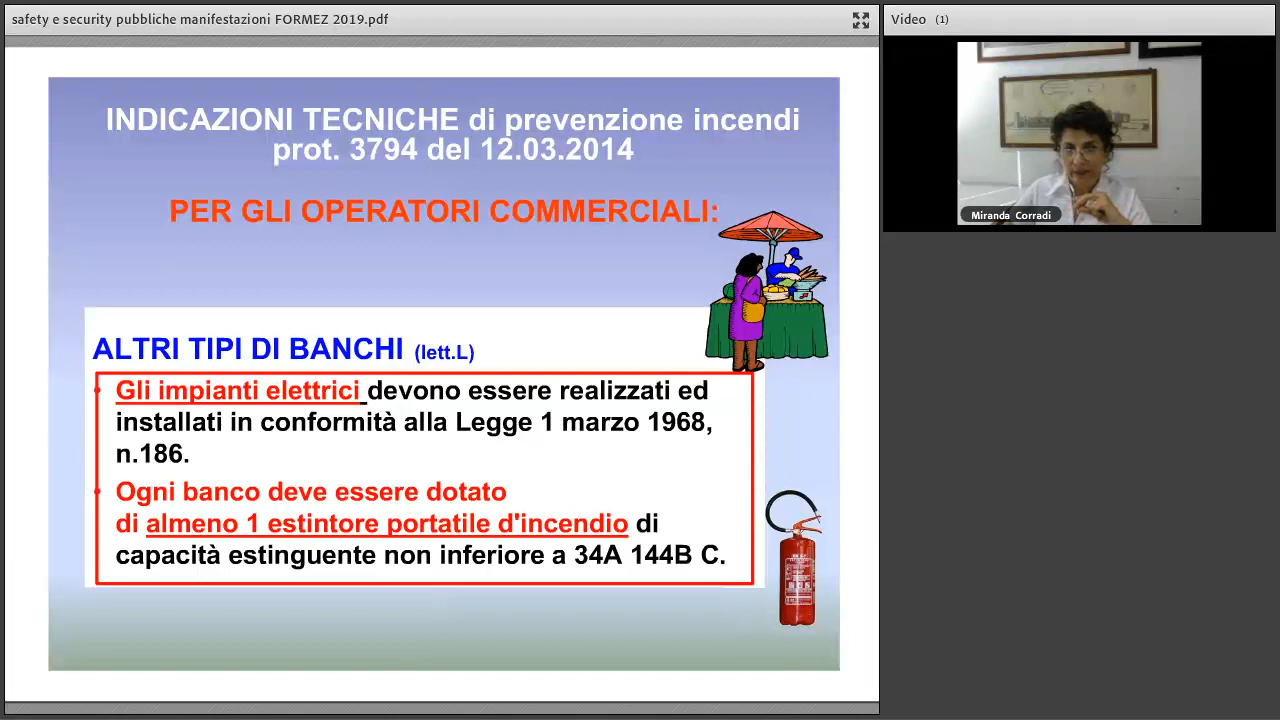 safety e security pubbliche manifestazioni FORMEZ 2019.pdf
Video (1)
INDICAZIONI TECNICHE di prevenzione incendi
prot. 3794 del 12.03.2014
PER GLI OPERATORI COMMERCIALI:
Miranda Corradi
ALTRI TIPI DI BANCHI (lett.L)
• Gli impianti elettrici devono essere realizzati ed
installati in conformità alla Legge 1 marzo 1968,
n.186.
• Ogni banco deve essere dotato
di almeno 1 estintore portatile d'incendio di
capacità estinguente non inferiore a 34A 144B C.